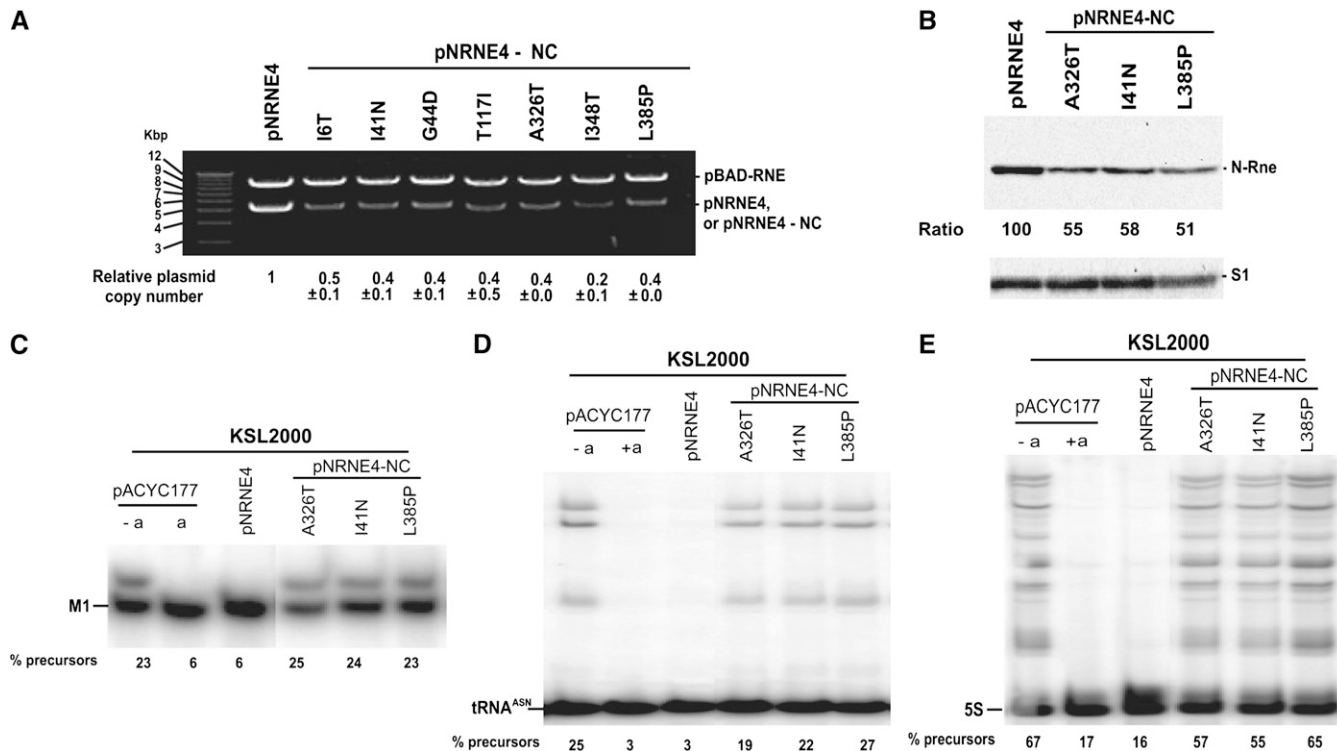 A
pNRNE4 - NC
pNRNE4
I6T
I41N
G44D
T117I
A326T
I348T
L385P
Kbp
12
9
8
7
6
5
4
3
pBAD-RNE
pNRNE4,
or pNRNE4 - NC
Relative plasmid copy number
1 0.5 ±0.1 0.4 ±0.1 0.4 ±0.1 0.4 ±0.5 0.4 ±0.0 0.2 ±0.1 0.4 ±0.0
B
pNRNE4-NC
pNRNE4
A326T
I41N
L385P
N-Rne
Ratio 100 55 58 51
S1
C
KSL2000
pACYC177
pNRNE4-NC
- a a
pNRNE4
A326T
I41N
L385P
M1
% precursors 23 6 6 25 24 23
D
KSL2000
pACYC177
pNRNE4-NC
- a +a
pNRNE4
A326T
I41N
L385P
tRNA^ASN
% precursors 25 3 3 19 22 27
E
KSL2000
pNRNE4-NC
pACYC177
- a +a
pNRNE4
A326T
I41N
L385P
5S
% precursors 67 17 16 57 55 65